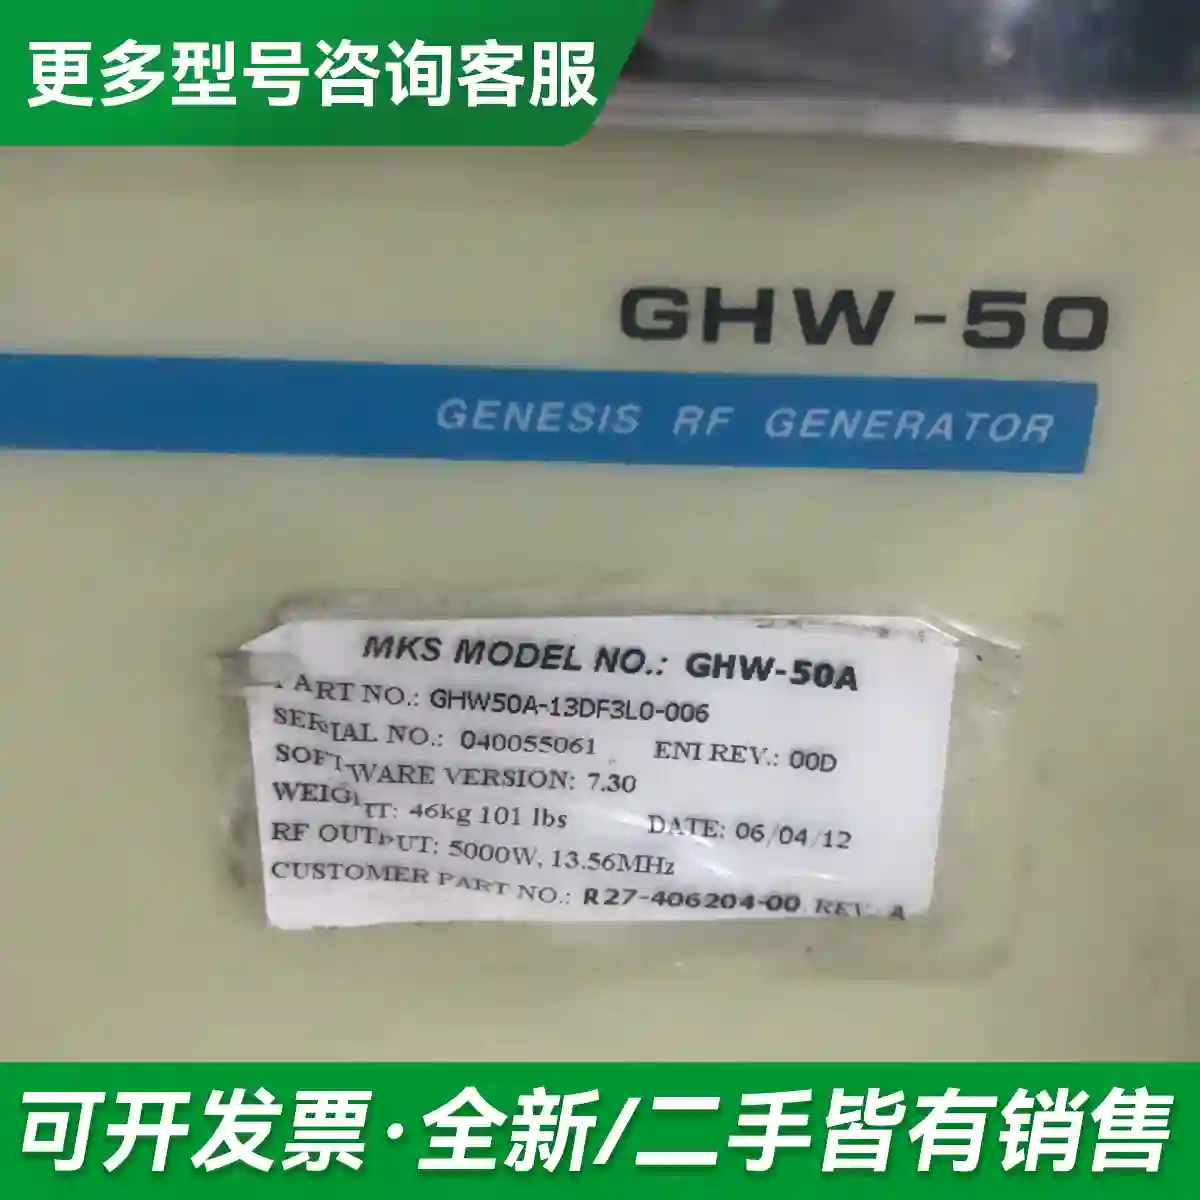 更多型号咨询客服
GHW-50
GENESIS RF GENERATOR
MKS MODEL NO.: GHW-50A
PART NO.: GHW50A-13DF3L0-006
SERIAL NO.: 040055061 ENI REV.: 00D
SOFTWARE VERSION: 7.30
WEIGHT: 46kg 101 lbs DATE: 06/04/12
RF OUTPUT: 5000W, 13.56MHz
CUSTOMER PART NO.: R27-406204-00 REV A
可开发票·全新/二手皆有销售